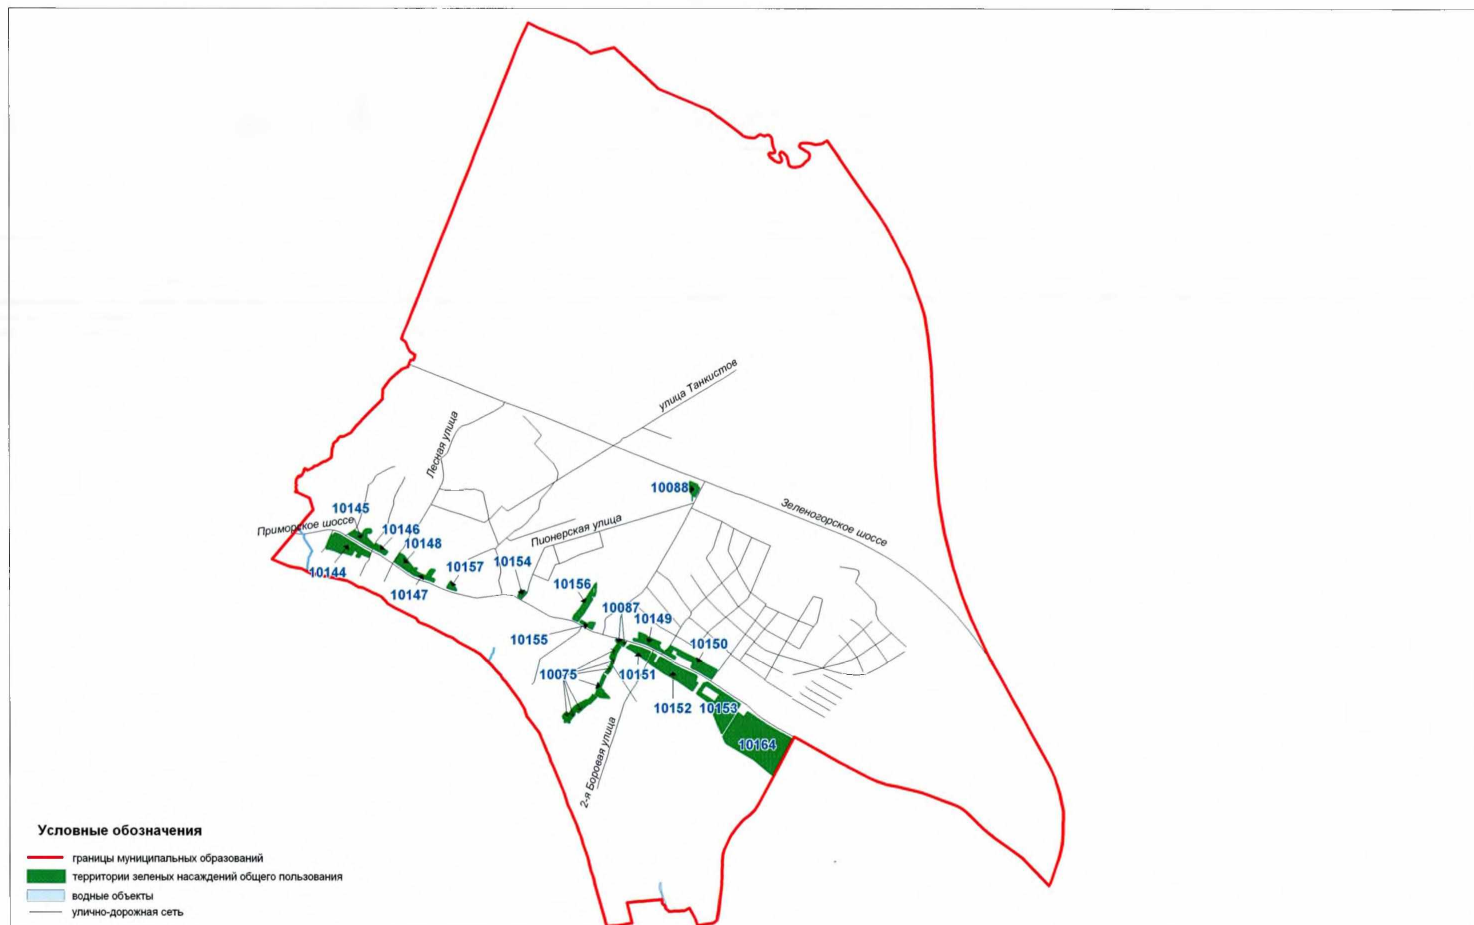 улица Танкистов
Лесная улица
10088
Зеленогорское шоссе
10145
Приморское шоссе
10146
Пионерская улица
10148
10144
10157
10154
10147
10156
10087
10149
10155
10150
10075
10151
10152
10153
2-я Боровая улица
10164
Условные обозначения
границы муниципальных образований
территории зеленых насаждений общего пользования
водные объекты
улично-дорожная сеть